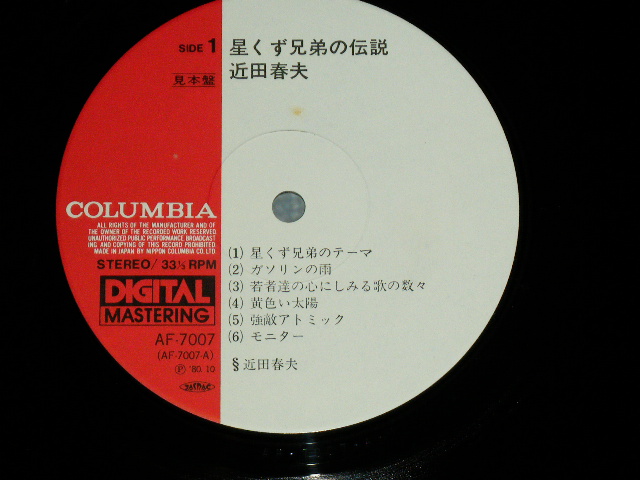 SIDE 1
星くず兄弟の伝説
近田春夫
見本盤
COLUMBIA
ALL RIGHTS OF THE MANUFACTURER AND OF
THE OWNER OF THE RECORDED WORK RESERVED
UNAUTHORIZED PUBLIC PERFORMANCE BROADCAST
ING AND COPYING OF THIS RECORD PROHIBITED
MADE IN JAPAN BY NIPPON COLUMBIA CO.LTD.
STEREO/33⅓RPM
DIGITAL
MASTERING
AF-7007
(AF-7007-A)
Ⓟ '80.10
(1) 星くず兄弟のテーマ
(2) ガソリンの雨
(3) 若者達の心にしみる歌の数々
(4) 黄色い太陽
(5) 強敵アトミック
(6) モニター
§近田春夫